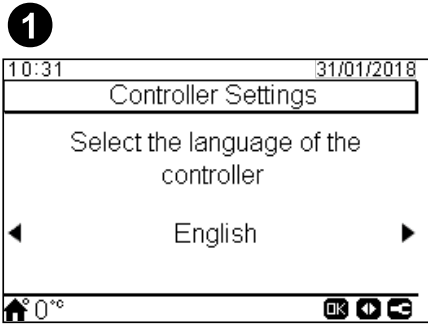 1
10:31 31/01/2018
Controller Settings
Select the language of the
controller
English
0°c
OK